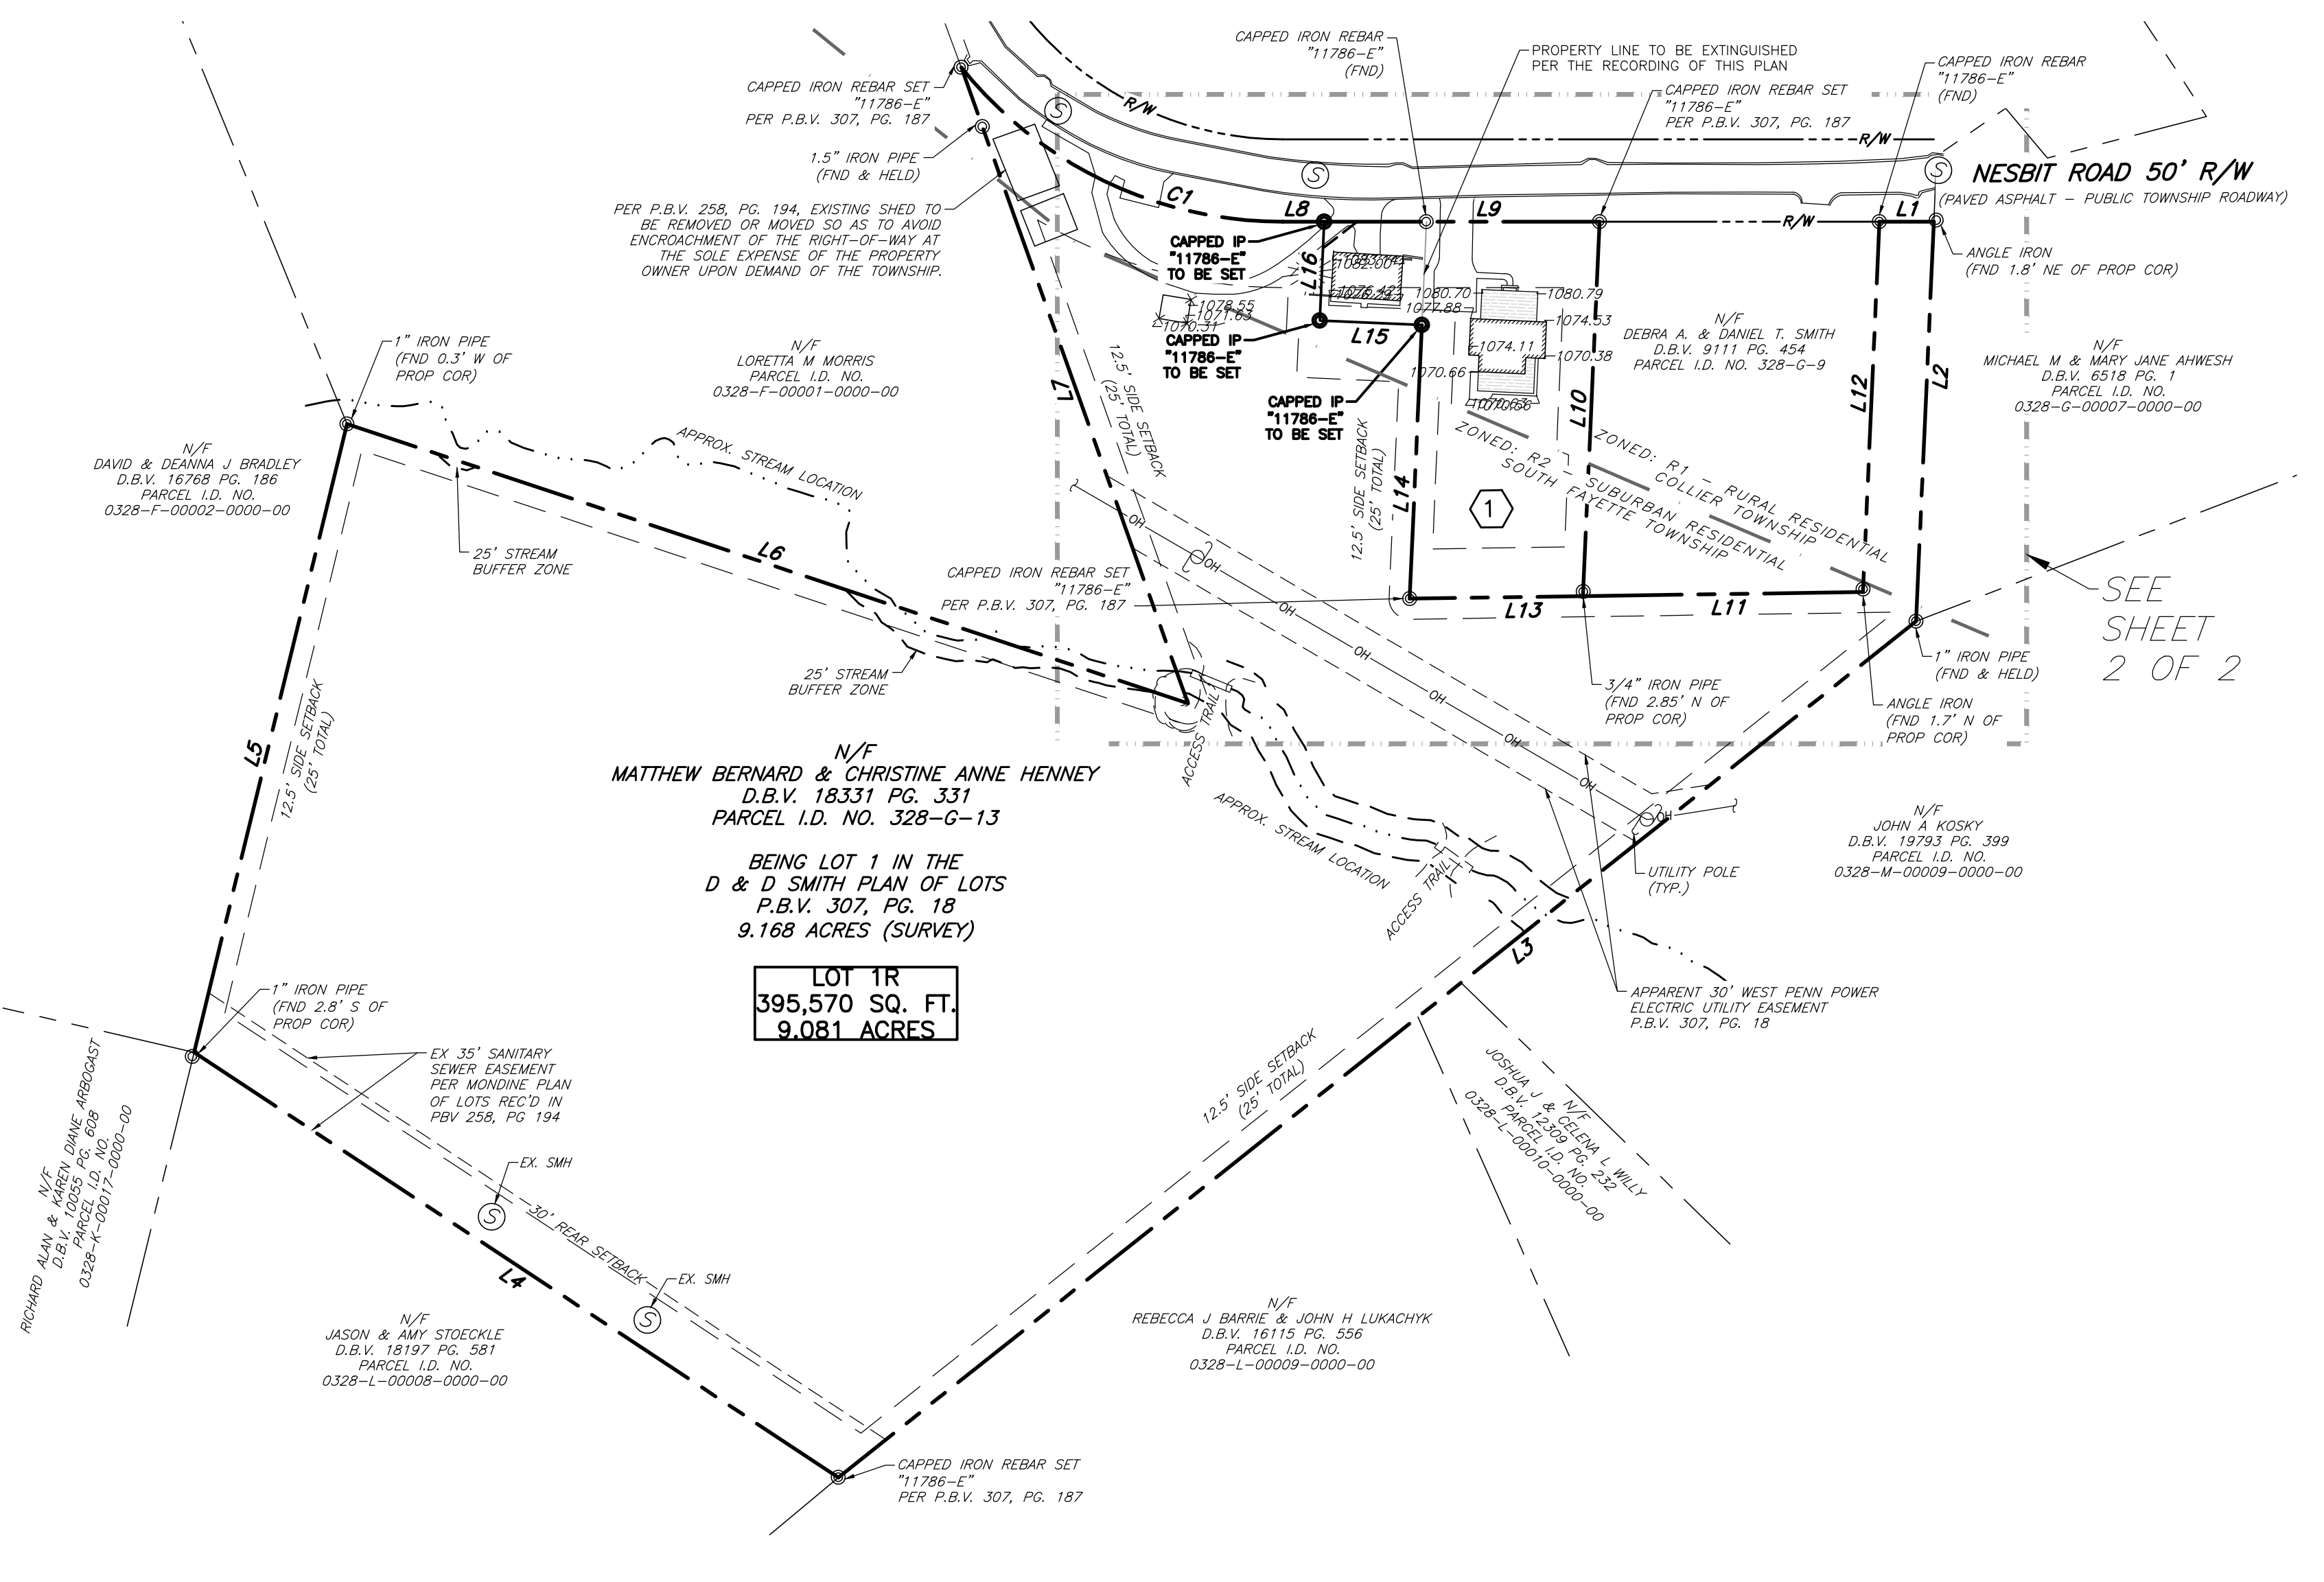 CAPPED IRON REBAR
"11786-E"
(FND)
PROPERTY LINE TO BE EXTINGUISHED
PER THE RECORDING OF THIS PLAN
CAPPED IRON REBAR
"11786-E"
(FND)
CAPPED IRON REBAR SET
"11786-E"
PER P.B.V. 307, PG. 187
CAPPED IRON REBAR SET
"11786-E"
PER P.B.V. 307, PG. 187
R/W
S
R/W
1.5" IRON PIPE
(FND & HELD)
S
S
NESBIT ROAD 50' R/W
(PAVED ASPHALT - PUBLIC TOWNSHIP ROADWAY)
PER P.B.V. 258, PG. 194, EXISTING SHED TO
BE REMOVED OR MOVED SO AS TO AVOID
ENCROACHMENT OF THE RIGHT-OF-WAY AT
THE SOLE EXPENSE OF THE PROPERTY
OWNER UPON DEMAND OF THE TOWNSHIP.
C1
L8
L9
R/W
L1
CAPPED IP
"11786-E"
TO BE SET
L16
ANGLE IRON
(FND 1.8' NE OF PROP COR)
1082.00
1076.42
1080.70
1080.79
1077.88
1078.55
1071.63
1070.31
1074.53
1074.11
1070.38
1070.66
1070.56
L15
CAPPED IP
"11786-E"
TO BE SET
CAPPED IP
"11786-E"
TO BE SET
N/F
DEBRA A. & DANIEL T. SMITH
D.B.V. 9111 PG. 454
PARCEL I.D. NO. 328-G-9
N/F
MICHAEL M & MARY JANE AHWESH
D.B.V. 6518 PG. 1
PARCEL I.D. NO.
0328-G-00007-0000-00
1" IRON PIPE
(FND 0.3' W OF
PROP COR)
N/F
LORETTA M MORRIS
PARCEL I.D. NO.
0328-F-00001-0000-00
L7
12.5' SIDE SETBACK
(25' TOTAL)
L10
L12
L2
N/F
DAVID & DEANNA J BRADLEY
D.B.V. 16768 PG. 186
PARCEL I.D. NO.
0328-F-00002-0000-00
APPROX. STREAM LOCATION
25' STREAM
BUFFER ZONE
L6
12.5' SIDE SETBACK
(25' TOTAL)
L14
1
ZONED: R1 - RURAL RESIDENTIAL
COLLIER TOWNSHIP
ZONED: R2 - SUBURBAN RESIDENTIAL
SOUTH FAYETTE TOWNSHIP
OH
OH
OH
OH
OH
OH
OH
OH
CAPPED IRON REBAR SET
"11786-E"
PER P.B.V. 307, PG. 187
L13
L11
SEE
SHEET
2 OF 2
25' STREAM
BUFFER ZONE
1" IRON PIPE
(FND & HELD)
3/4" IRON PIPE
(FND 2.85' N OF
PROP COR)
ANGLE IRON
(FND 1.7' N OF
PROP COR)
L5
12.5' SIDE SETBACK
(25' TOTAL)
ACCESS TRAIL
N/F
MATTHEW BERNARD & CHRISTINE ANNE HENNEY
D.B.V. 18331 PG. 331
PARCEL I.D. NO. 328-G-13
BEING LOT 1 IN THE
D & D SMITH PLAN OF LOTS
P.B.V. 307, PG. 18
9.168 ACRES (SURVEY)
LOT 1R
395,570 SQ. FT.
9.081 ACRES
APPROX. STREAM LOCATION
ACCESS TRAIL
UTILITY POLE
(TYP.)
N/F
JOHN A KOSKY
D.B.V. 19793 PG. 399
PARCEL I.D. NO.
0328-M-00009-0000-00
L3
APPARENT 30' WEST PENN POWER
ELECTRIC UTILITY EASEMENT
P.B.V. 307, PG. 18
1" IRON PIPE
(FND 2.8' S OF
PROP COR)
EX 35' SANITARY
SEWER EASEMENT
PER MONDINE PLAN
OF LOTS REC'D IN
PBV 258, PG 194
N/F
RICHARD ALAN & KAREN DIANE ARBOGAST
D.B.V. 10055 PG. 608
PARCEL I.D. NO.
0328-K-00017-0000-00
12.5' SIDE SETBACK
(25' TOTAL)
N/F
JOSHUA J & CELENA L WILLY
D.B.V. 12309 PG. 232
PARCEL I.D. NO.
0328-L-00010-0000-00
EX. SMH
S
30' REAR SETBACK
L4
EX. SMH
S
N/F
JASON & AMY STOECKLE
D.B.V. 18197 PG. 581
PARCEL I.D. NO.
0328-L-00008-0000-00
N/F
REBECCA J BARRIE & JOHN H LUKACHYK
D.B.V. 16115 PG. 556
PARCEL I.D. NO.
0328-L-00009-0000-00
CAPPED IRON REBAR SET
"11786-E"
PER P.B.V. 307, PG. 187